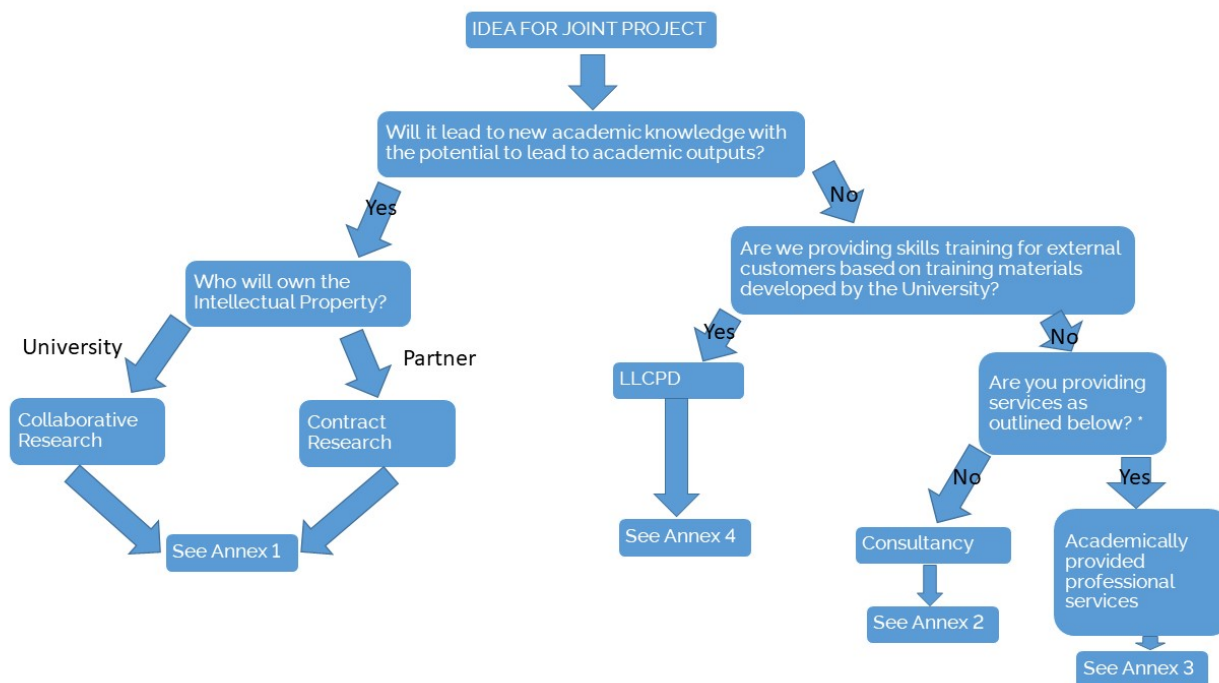 IDEA FOR JOINT PROJECT
Will it lead to new academic knowledge with
the potential to lead to academic outputs?
Yes
No
Who will own the
Intellectual Property?
Are we providing skills training for external
customers based on training materials
developed by the University?
University
Partner
Yes
No
Collaborative
Research
Contract
Research
LLCPD
Are you providing
services as
outlined below? *
No
Yes
See Annex 1
See Annex 4
Consultancy
Academically
provided
professional
services
See Annex 2
See Annex 3